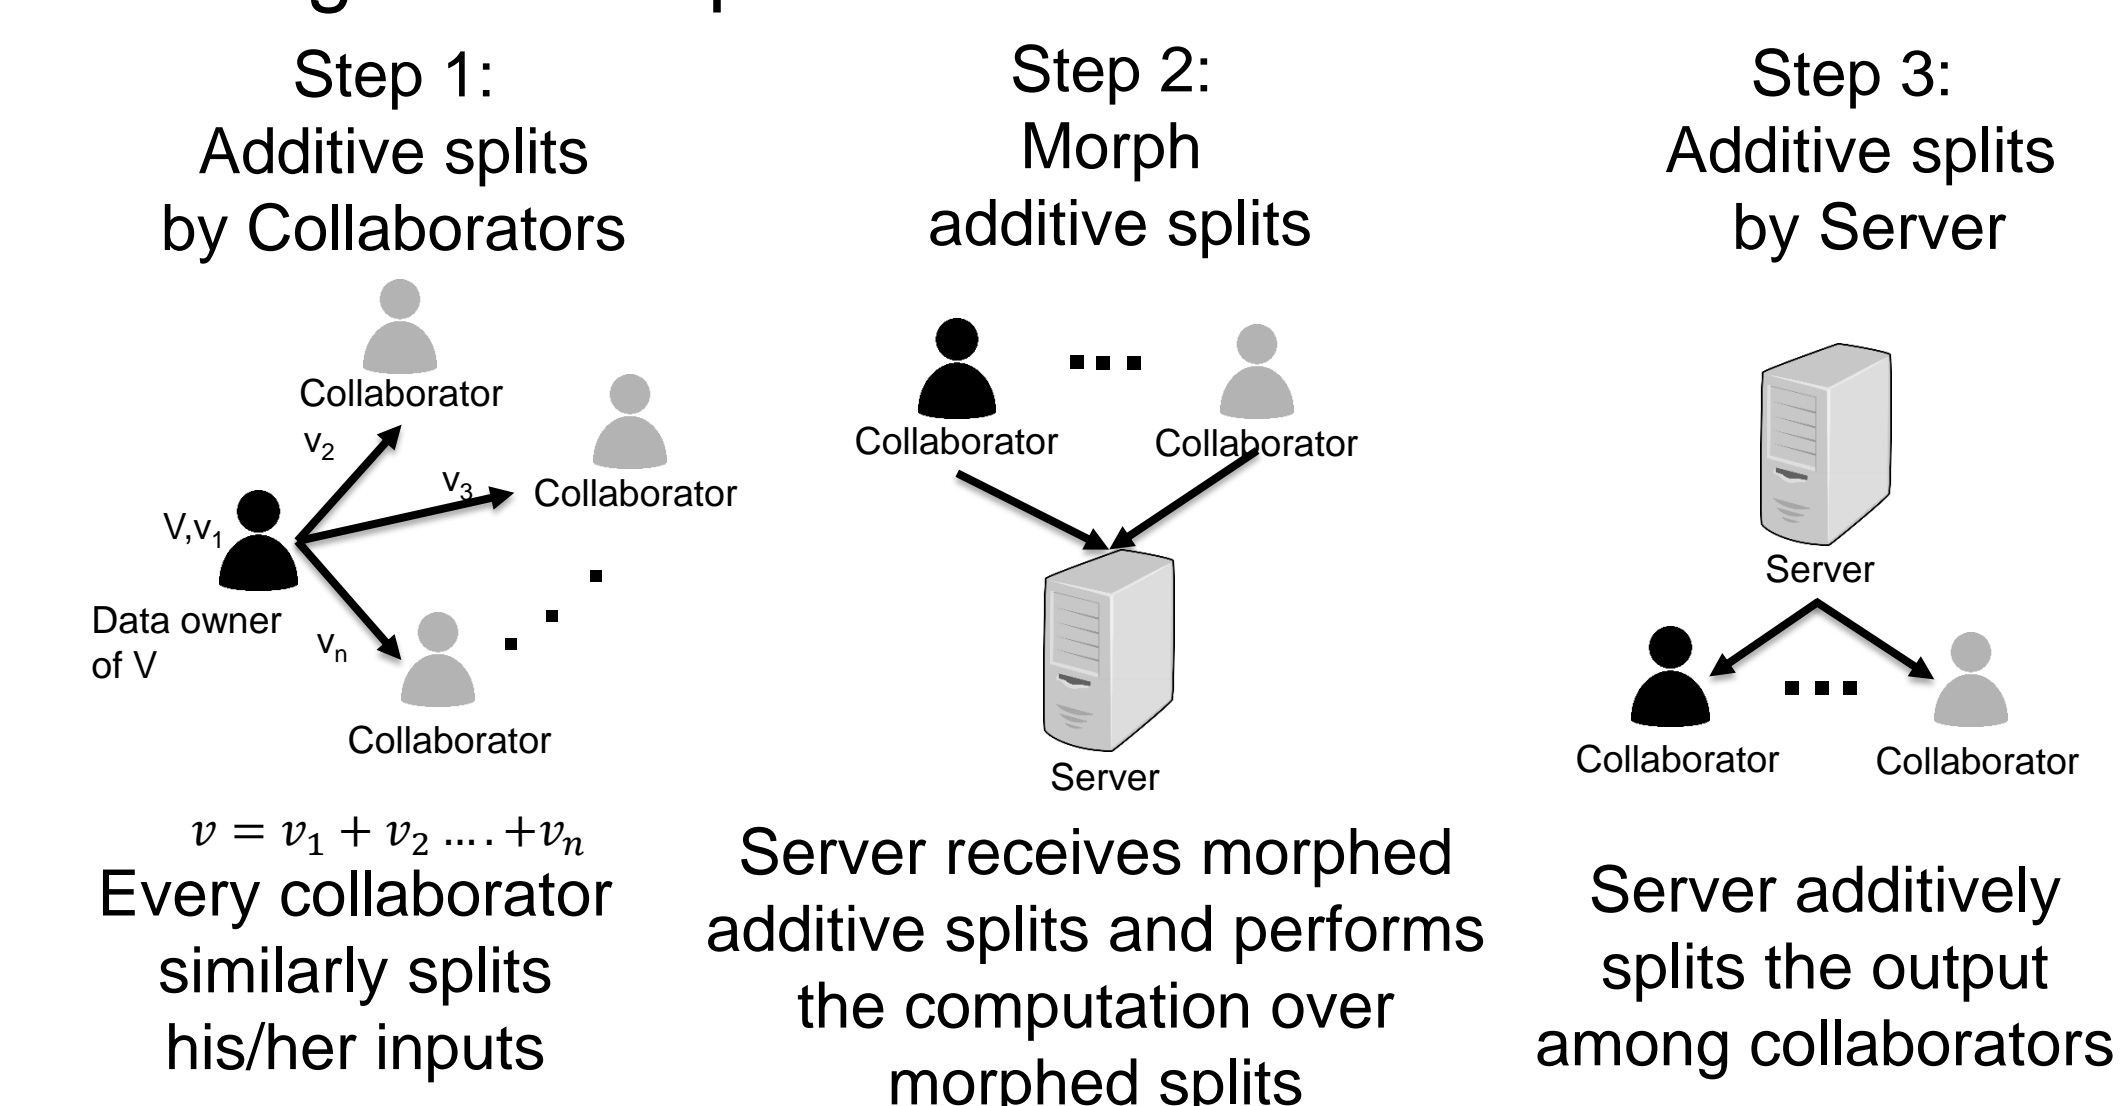 Step 1:
Additive splits
by Collaborators
Collaborator
v₂
v₃
Collaborator
V,v₁
Data owner
of V
vₙ
Collaborator
v = v₁ + v₂ .... +vₙ
Every collaborator
similarly splits
his/her inputs
Step 2:
Morph
additive splits
Collaborator
Collaborator
Server
Server receives morphed
additive splits and performs
the computation over
morphed splits
Step 3:
Additive splits
by Server
Server
Collaborator
Collaborator
Server additively
splits the output
among collaborators